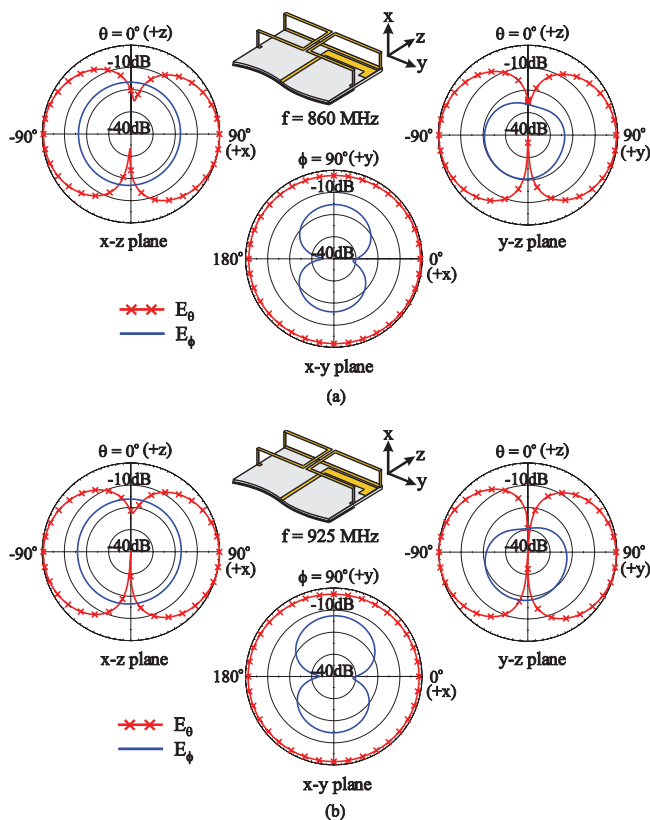 θ = 0° (+z)
-10dB
-40dB
-90°
90°
(+x)
x-z plane
x
z
y
f = 860 MHz
θ = 0° (+z)
-10dB
-40dB
-90°
90°
(+y)
y-z plane
ϕ = 90° (+y)
-10dB
-40dB
180°
0°
(+x)
x-y plane
Eθ
Eϕ
(a)
θ = 0° (+z)
-10dB
-40dB
-90°
90°
(+x)
x-z plane
x
z
y
f = 925 MHz
θ = 0° (+z)
-10dB
-40dB
-90°
90°
(+y)
y-z plane
ϕ = 90° (+y)
-10dB
-40dB
180°
0°
(+x)
x-y plane
Eθ
Eϕ
(b)